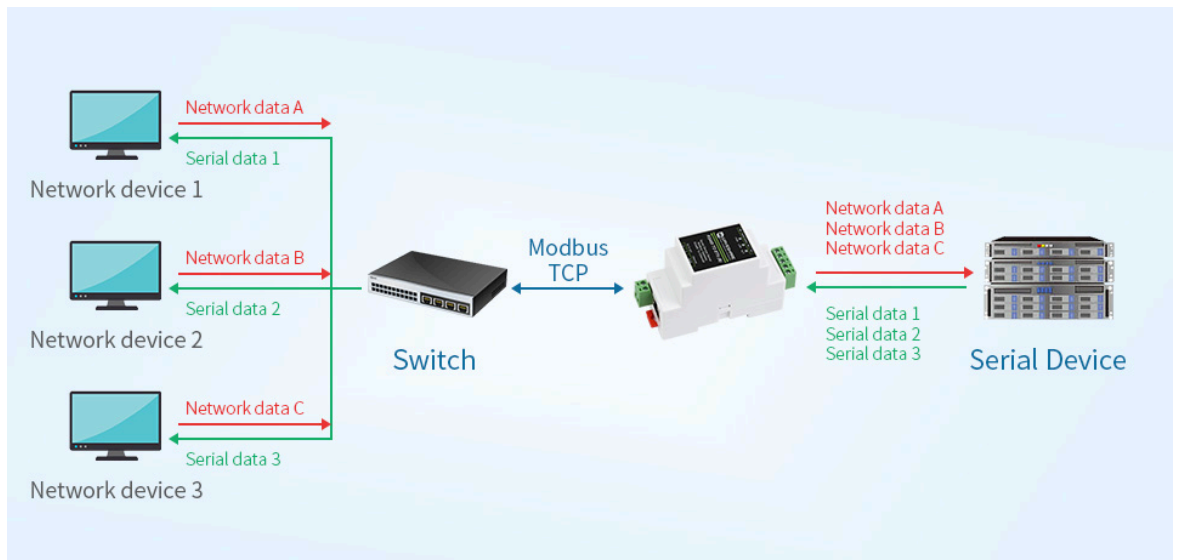 Network data A
Serial data 1
Network device 1
Network data B
Serial data 2
Network device 2
Network data C
Serial data 3
Network device 3
Switch
Modbus
TCP
Network data A
Network data B
Network data C
Serial data 1
Serial data 2
Serial data 3
Serial Device